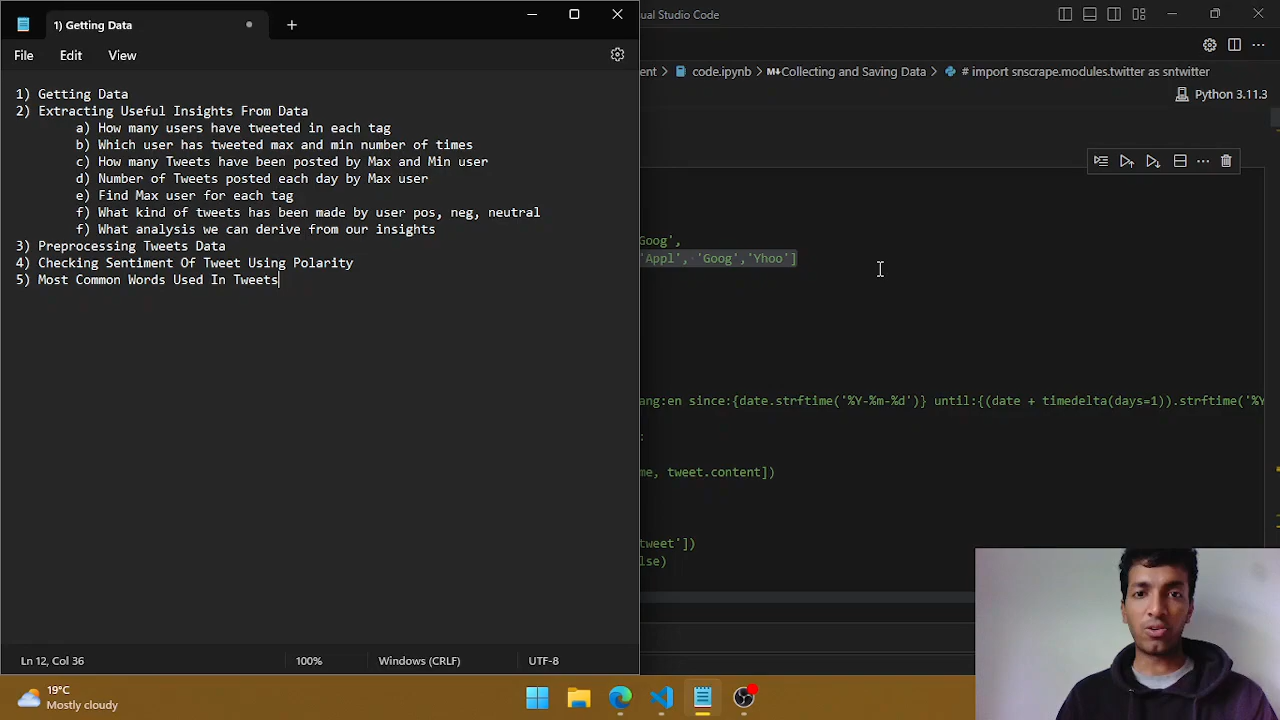 1) Getting Data
ual Studio Code
File Edit View
ent > code.ipynb > M↓Collecting and Saving Data > # import snscrape.modules.twitter as sntwitter
Python 3.11.3
1) Getting Data
2) Extracting Useful Insights From Data
a) How many users have tweeted in each tag
b) Which user has tweeted max and min number of times
c) How many Tweets have been posted by Max and Min user
d) Number of Tweets posted each day by Max user
e) Find Max user for each tag
f) What kind of tweets has been made by user pos, neg, neutral
f) What analysis we can derive from our insights
3) Preprocessing Tweets Data
4) Checking Sentiment Of Tweet Using Polarity
5) Most Common Words Used In Tweets
Goog',
'Appl', 'Goog','Yhoo']
ang:en since:{date.strftime('%Y-%m-%d')} until:{(date + timedelta(days=1)).strftime('%Y
:
me, tweet.content])
tweet'])
lse)
Ln 12, Col 36
100%
Windows (CRLF)
UTF-8
19°C
Mostly cloudy